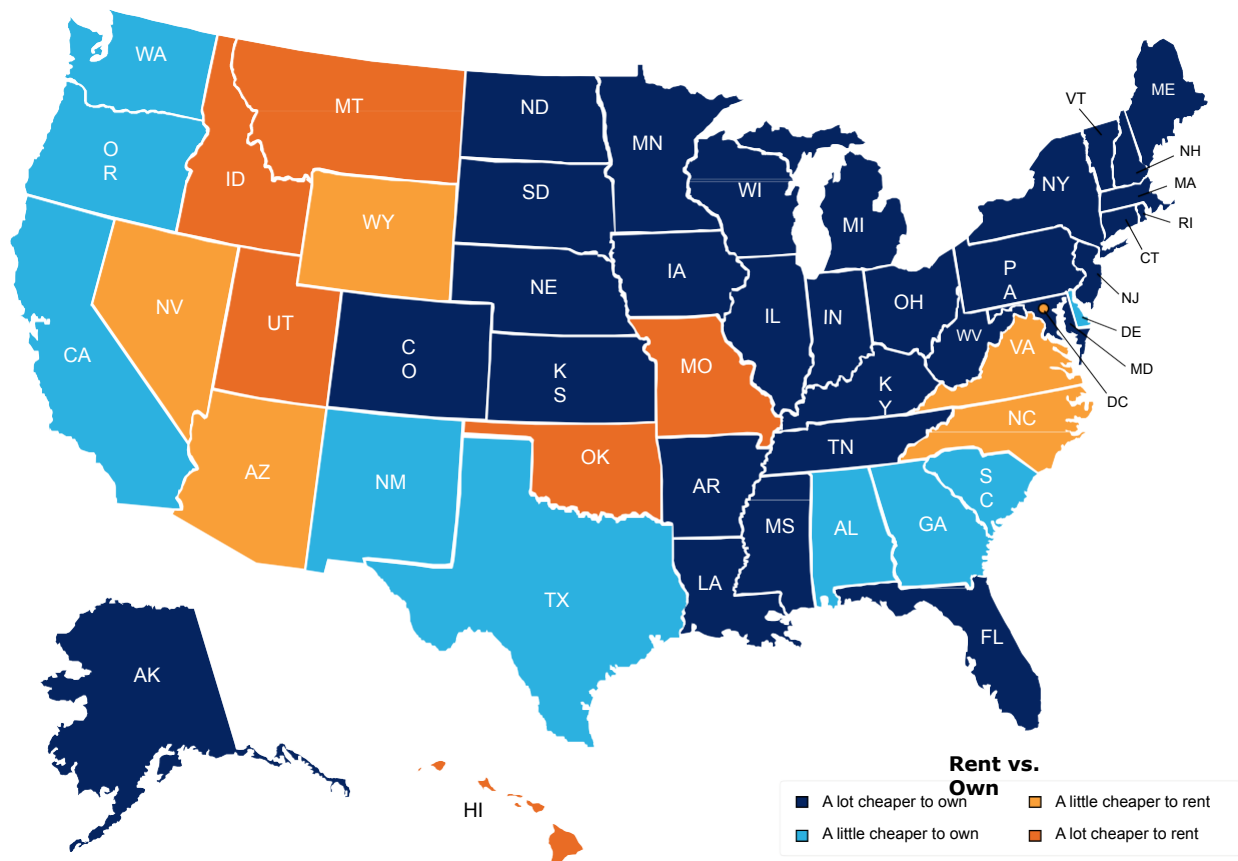 WA
ME
VT
MT
ND
MN
O
R
NH
ID
SD
WI
NY
MA
WY
MI
RI
IA
CT
P
A
NE
NV
OH
NJ
UT
IL
IN
DE
C
O
WV
VA
CA
K
S
MO
MD
K
Y
DC
NC
TN
OK
AZ
NM
AR
S
C
MS
AL
GA
LA
TX
FL
AK
HI
Rent vs.
Own
A lot cheaper to own
A little cheaper to rent
A little cheaper to own
A lot cheaper to rent